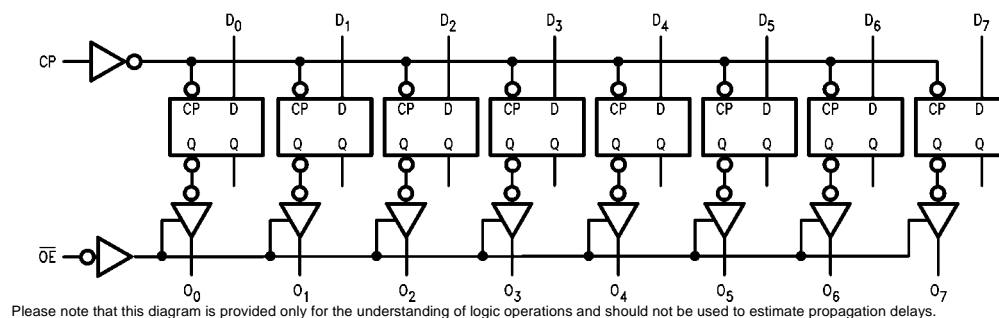 D0 D1 D2 D3 D4 D5 D6 D7
CP
CP D CP D CP D CP D CP D CP D CP D CP D
Q Q Q Q Q Q Q Q Q Q Q Q Q Q Q Q
OE
O0 O1 O2 O3 O4 O5 O6 O7
Please note that this diagram is provided only for the understanding of logic operations and should not be used to estimate propagation delays.